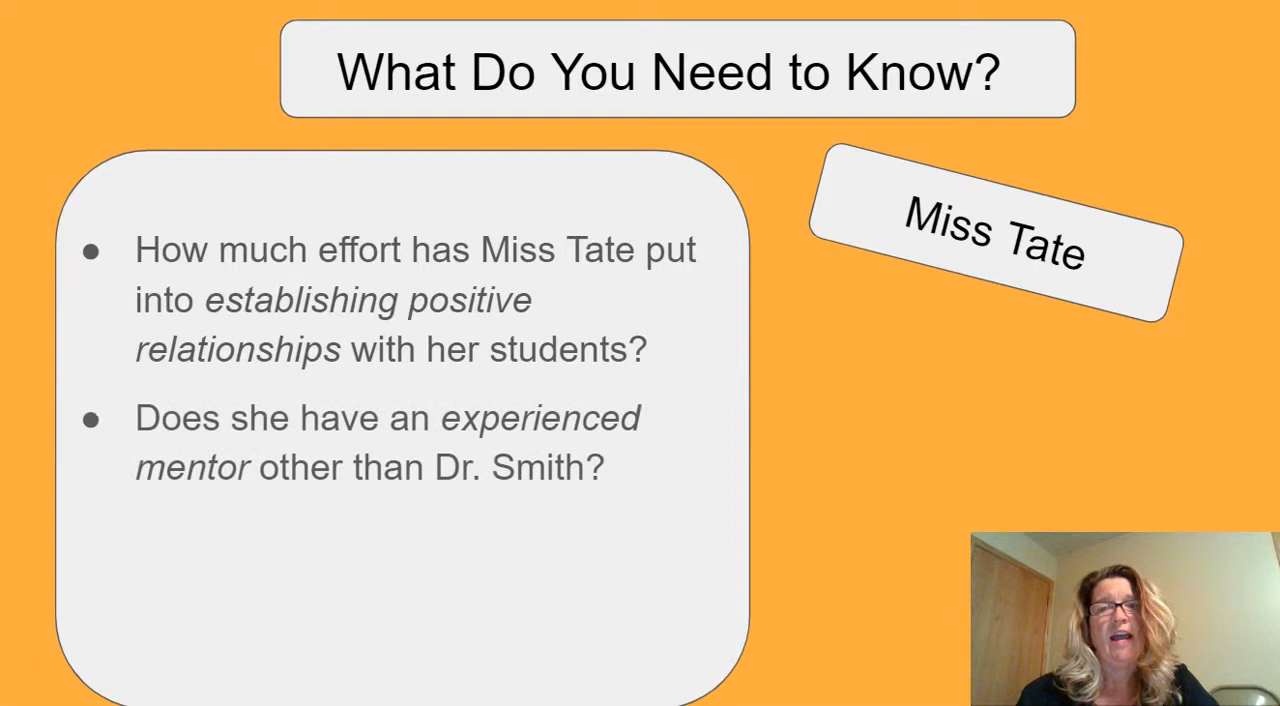 What Do You Need to Know?
Miss Tate
● How much effort has Miss Tate put
into establishing positive
relationships with her students?
● Does she have an experienced
mentor other than Dr. Smith?